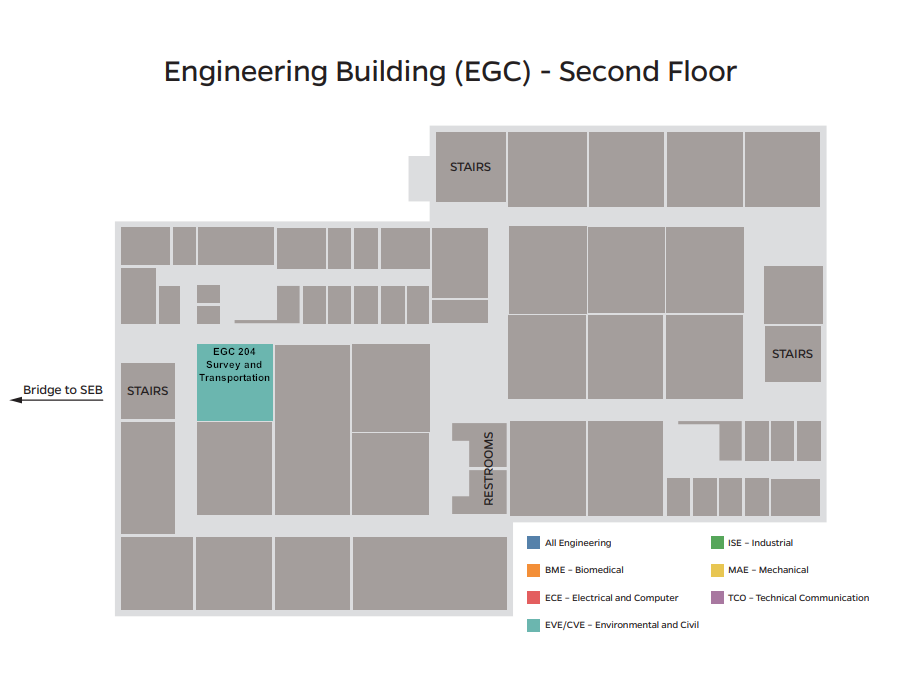 Engineering Building (EGC) - Second Floor
STAIRS
EGC 204
Survey and
Transportation
STAIRS
Bridge to SEB
STAIRS
RESTROOMS
All Engineering
BME – Biomedical
ECE – Electrical and Computer
EVE/CVE – Environmental and Civil
ISE – Industrial
MAE – Mechanical
TCO – Technical Communication